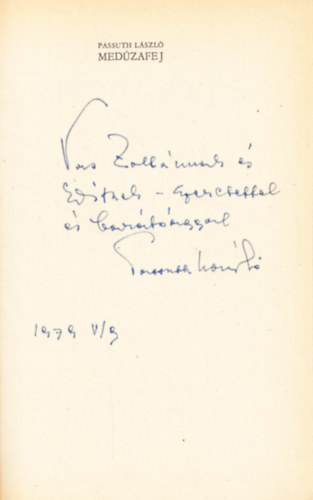 PASSUTH LÁSZLÓ
MEDÚZAFEJ
Vas Zoltánnak és
Editnek – szeretettel
és barátsággal
Passuth László
1979 V/9